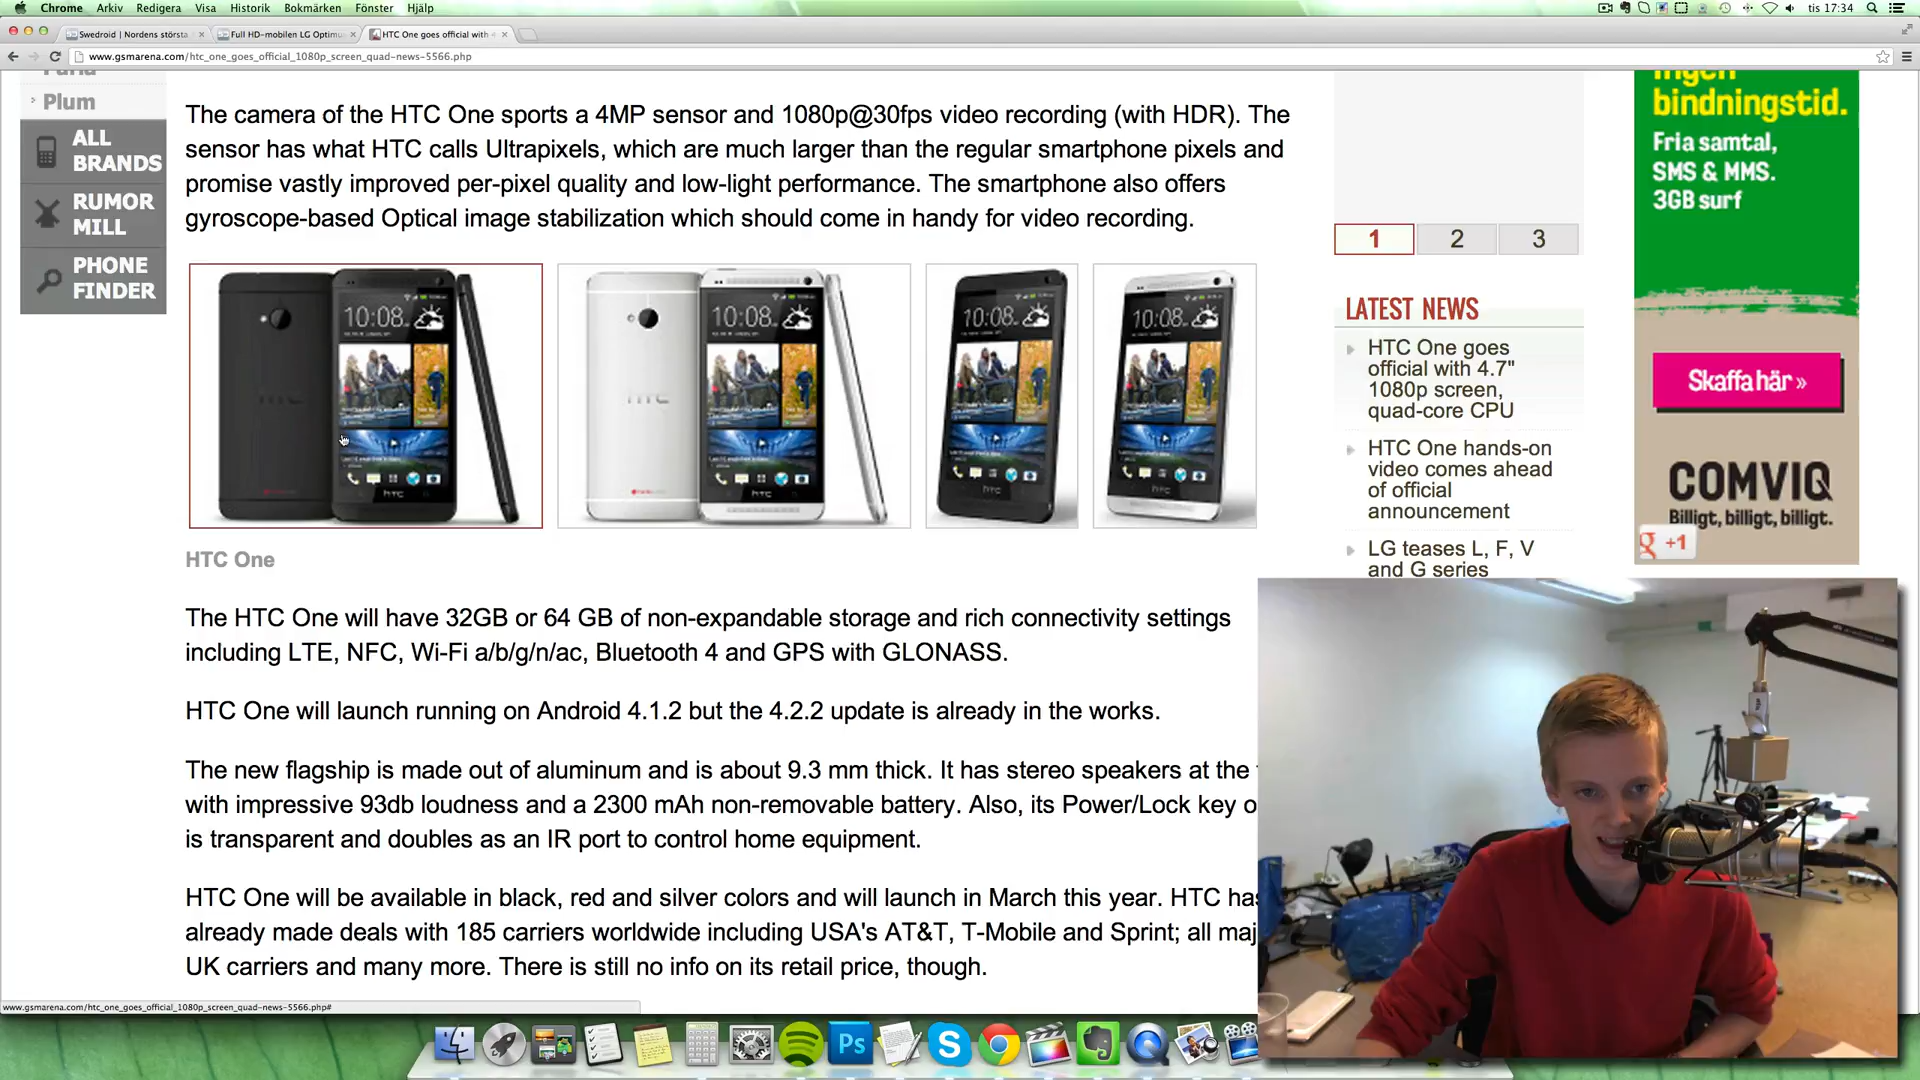 Chrome Arkiv Redigera Visa Historik Bokmärken Fönster Hjälp
tis 17:34
Swedroid | Nordens största
Full HD-mobilen LG Optimu
HTC One goes official with 4
www.gsmarena.com/htc_one_goes_official_1080p_screen_quad-news-5566.php
Plum
ALL
BRANDS
RUMOR
MILL
PHONE
FINDER
The camera of the HTC One sports a 4MP sensor and 1080p@30fps video recording (with HDR). The
sensor has what HTC calls Ultrapixels, which are much larger than the regular smartphone pixels and
promise vastly improved per-pixel quality and low-light performance. The smartphone also offers
gyroscope-based Optical image stabilization which should come in handy for video recording.
10:08
hTC
10:08
hTC
10:08
10:08
HTC One
The HTC One will have 32GB or 64 GB of non-expandable storage and rich connectivity settings
including LTE, NFC, Wi-Fi a/b/g/n/ac, Bluetooth 4 and GPS with GLONASS.
HTC One will launch running on Android 4.1.2 but the 4.2.2 update is already in the works.
The new flagship is made out of aluminum and is about 9.3 mm thick. It has stereo speakers at the
with impressive 93db loudness and a 2300 mAh non-removable battery. Also, its Power/Lock key o
is transparent and doubles as an IR port to control home equipment.
HTC One will be available in black, red and silver colors and will launch in March this year. HTC has
already made deals with 185 carriers worldwide including USA's AT&T, T-Mobile and Sprint; all maj
UK carriers and many more. There is still no info on its retail price, though.
1 2 3
LATEST NEWS
HTC One goes
official with 4.7"
1080p screen,
quad-core CPU
HTC One hands-on
video comes ahead
of official
announcement
LG teases L, F, V
and G series
ingen
bindningstid.
Fria samtal,
SMS & MMS.
3GB surf
Skaffa här »
COMVIQ
Billigt, billigt, billigt.
g +1
www.gsmarena.com/htc_one_goes_official_1080p_screen_quad-news-5566.php#
Ps